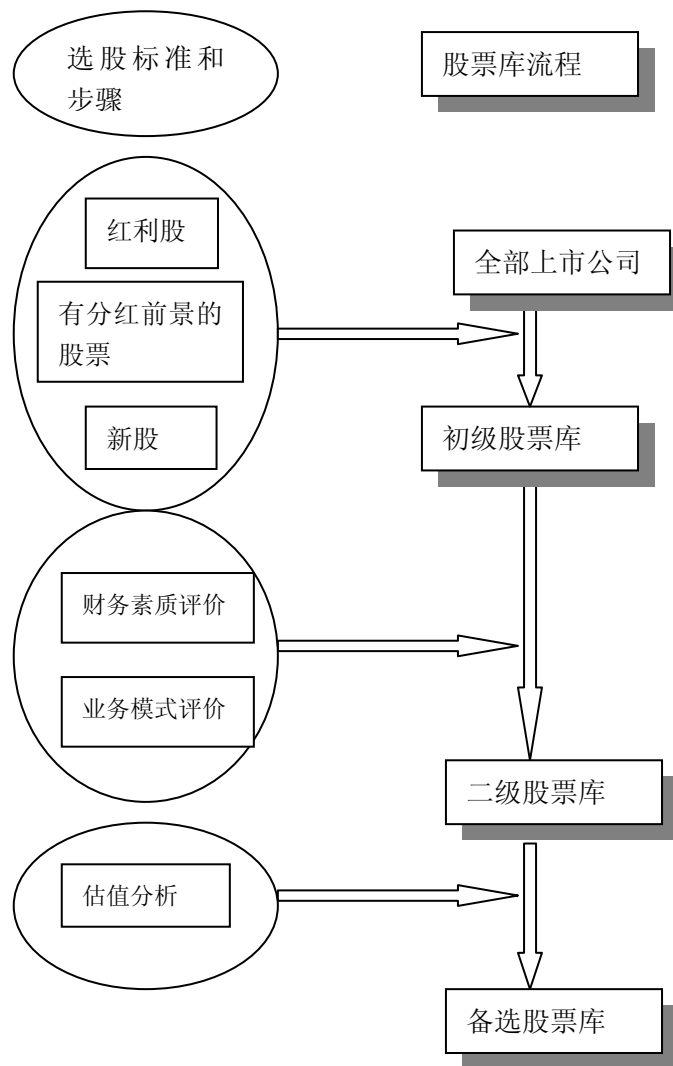 选股标准和
步骤
股票库流程
红利股
全部上市公司
有分红前景的
股票
新股
初级股票库
财务素质评价
业务模式评价
二级股票库
估值分析
备选股票库